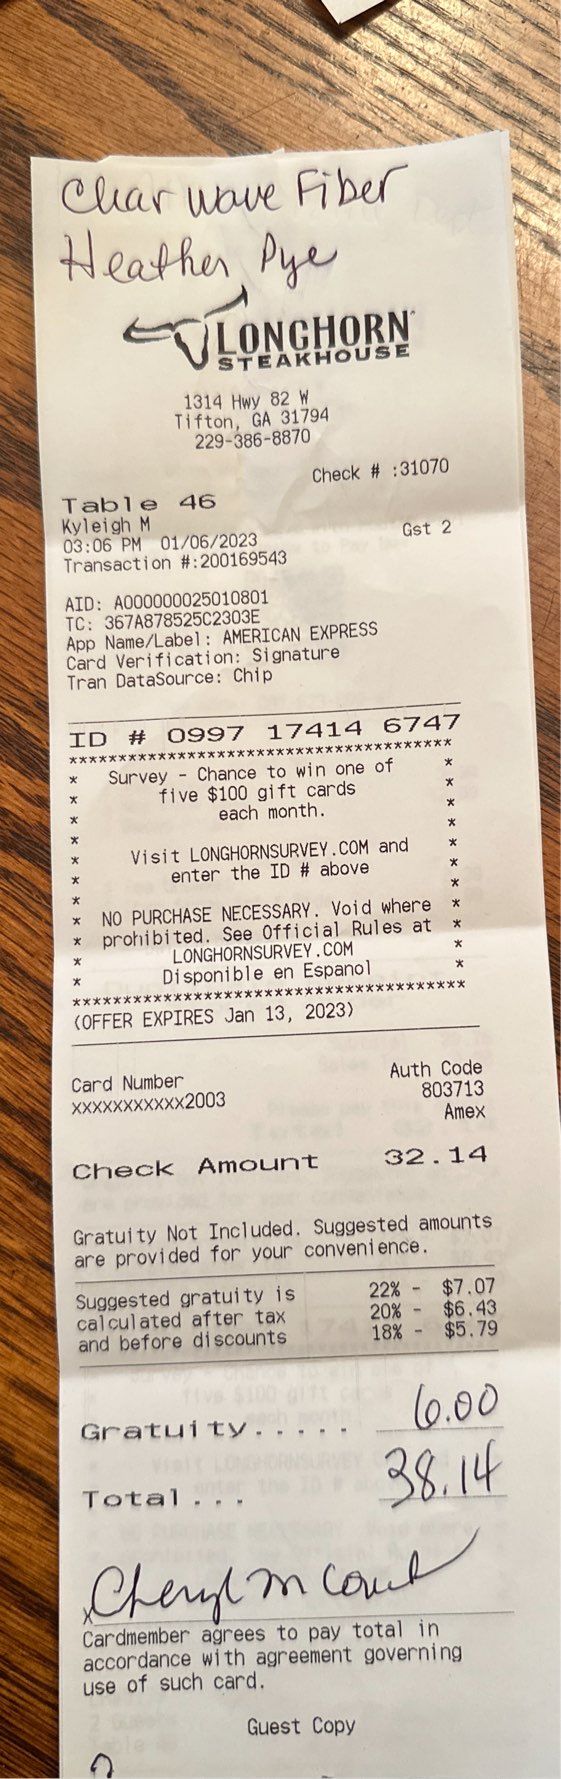 Char wave Fiber
Heather Pye
LONGHORN
STEAKHOUSE
1314 Hwy 82 W
Tifton, GA 31794
229-386-8870
Check # :31070
Table 46
Kyleigh M
03:06 PM 01/06/2023 Gst 2
Transaction #:200169543
AID: A000000025010801
TC: 367A878525C2303E
App Name/Label: AMERICAN EXPRESS
Card Verification: Signature
Tran DataSource: Chip
ID # 0997 17414 6747
****************************************
* Survey - Chance to win one of *
* five $100 gift cards *
* each month. *
* *
* Visit LONGHORNSURVEY.COM and *
* enter the ID # above *
* *
* NO PURCHASE NECESSARY. Void where *
* prohibited. See Official Rules at *
* LONGHORNSURVEY.COM *
* Disponible en Espanol *
****************************************
(OFFER EXPIRES Jan 13, 2023)
Card Number Auth Code
xxxxxxxxxxx2003 803713
Amex
Check Amount 32.14
Gratuity Not Included. Suggested amounts
are provided for your convenience.
Suggested gratuity is 22% - $7.07
calculated after tax 20% - $6.43
and before discounts 18% - $5.79
Gratuity..... 6.00
Total... 38.14
x Cheryl M
Cardmember agrees to pay total in
accordance with agreement governing
use of such card.
Guest Copy